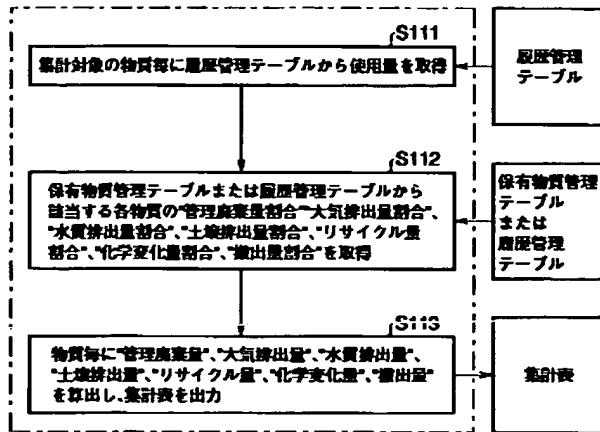 S111
集計対象の物質毎に履歴管理テーブルから使用量を取得
履歴管理
テーブル
S112
保有物質管理テーブルまたは履歴管理テーブルから
該当する各物質の"管理廃棄量割合""大気排出量割合"、
"水質排出量割合"、"土壌排出量割合"、"リサイクル量
割合"、"化学変化量割合"、"搬出量割合"を取得
保有物質管理
テーブル
または
履歴管理
テーブル
S113
物質毎に"管理廃棄量"、"大気排出量"、"水質排出量"、
"土壌排出量"、"リサイクル量"、"化学変化量"、"搬出量"
を算出し、集計表を出力
集計表